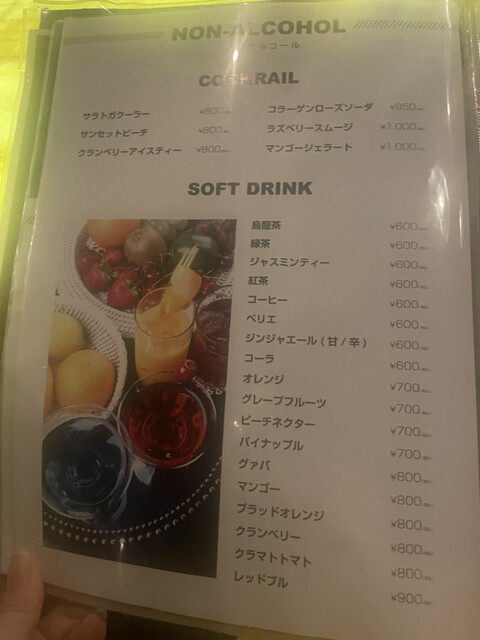 NON-ALCOHOL
ルコール
COCKTAIL
サラトガクーラー ¥800
サンセットピーチ ¥800
クランベリーアイスティー ¥800
コラーゲンローズソーダ ¥950
ラズベリースムージ ¥1,000
マンゴージェラート ¥1,000
SOFT DRINK
烏龍茶 ¥600
緑茶 ¥600
ジャスミンティー ¥600
紅茶 ¥600
コーヒー ¥600
ペリエ ¥600
ジンジャエール ( 甘 / 辛 ) ¥600
コーラ ¥600
オレンジ ¥700
グレープフルーツ ¥700
ピーチネクター ¥700
パイナップル ¥700
グァバ ¥800
マンゴー ¥800
ブラッドオレンジ ¥800
クランベリー ¥800
クラマトトマト ¥800
レッドブル ¥900